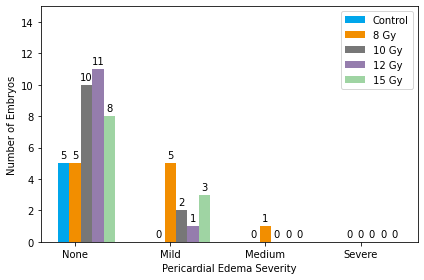 14
12
10
8
6
4
2
0
Number of Embryos
Control
8 Gy
10 Gy
12 Gy
15 Gy
5 5 10 11 8
0 5 2 1 3
0 1 0 0 0
0 0 0 0 0
None Mild Medium Severe
Pericardial Edema Severity